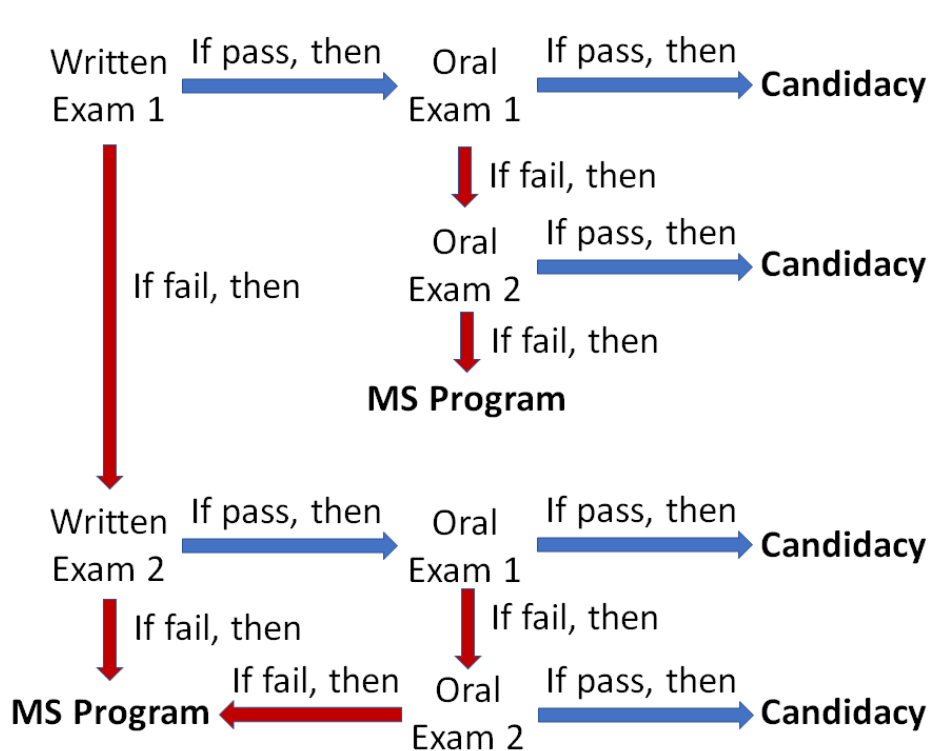 Written
Exam 1
If pass, then
Oral
Exam 1
If pass, then
Candidacy
If fail, then
Oral
Exam 2
If pass, then
Candidacy
If fail, then
If fail, then
MS Program
Written
Exam 2
If pass, then
Oral
Exam 1
If pass, then
Candidacy
If fail, then
If fail, then
MS Program
If fail, then
Oral
Exam 2
If pass, then
Candidacy